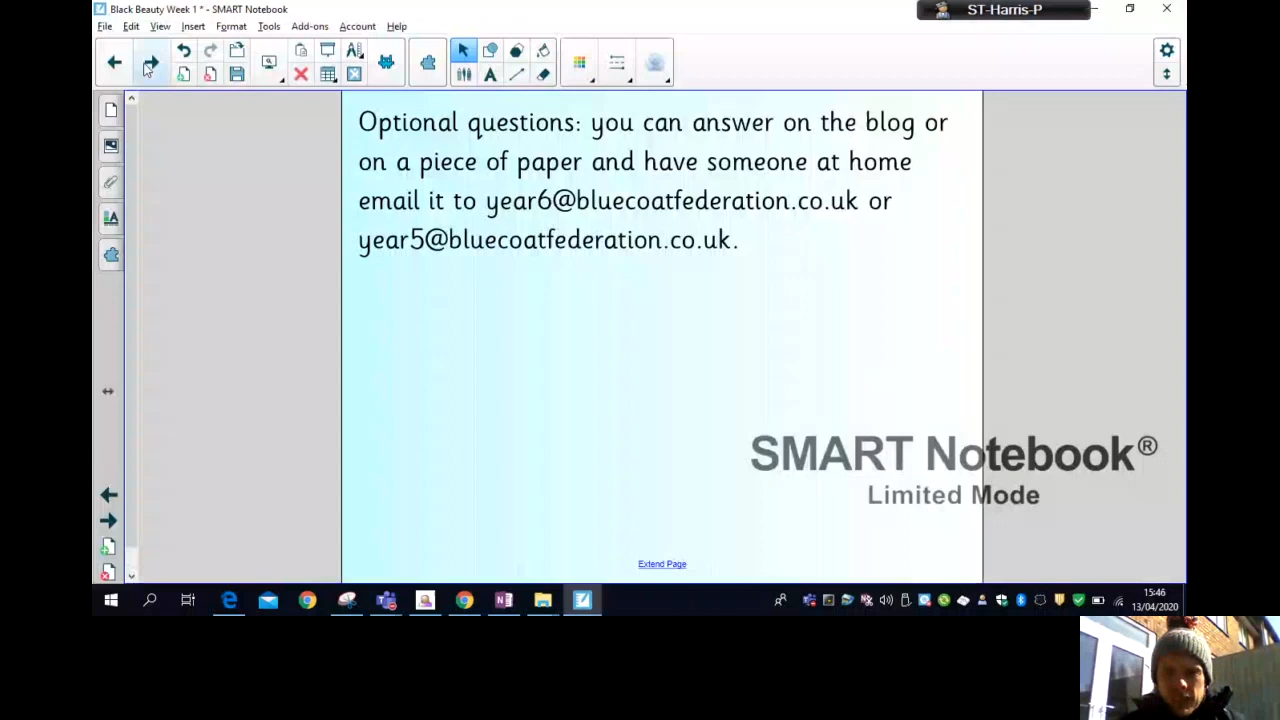 Black Beauty Week 1 * - SMART Notebook
ST-Harris-P
File Edit View Insert Format Tools Add-ons Account Help
Optional questions: you can answer on the blog or
on a piece of paper and have someone at home
email it to year6@bluecoatfederation.co.uk or
year5@bluecoatfederation.co.uk.
SMART Notebook®
Limited Mode
Extend Page
15:46
13/04/2020